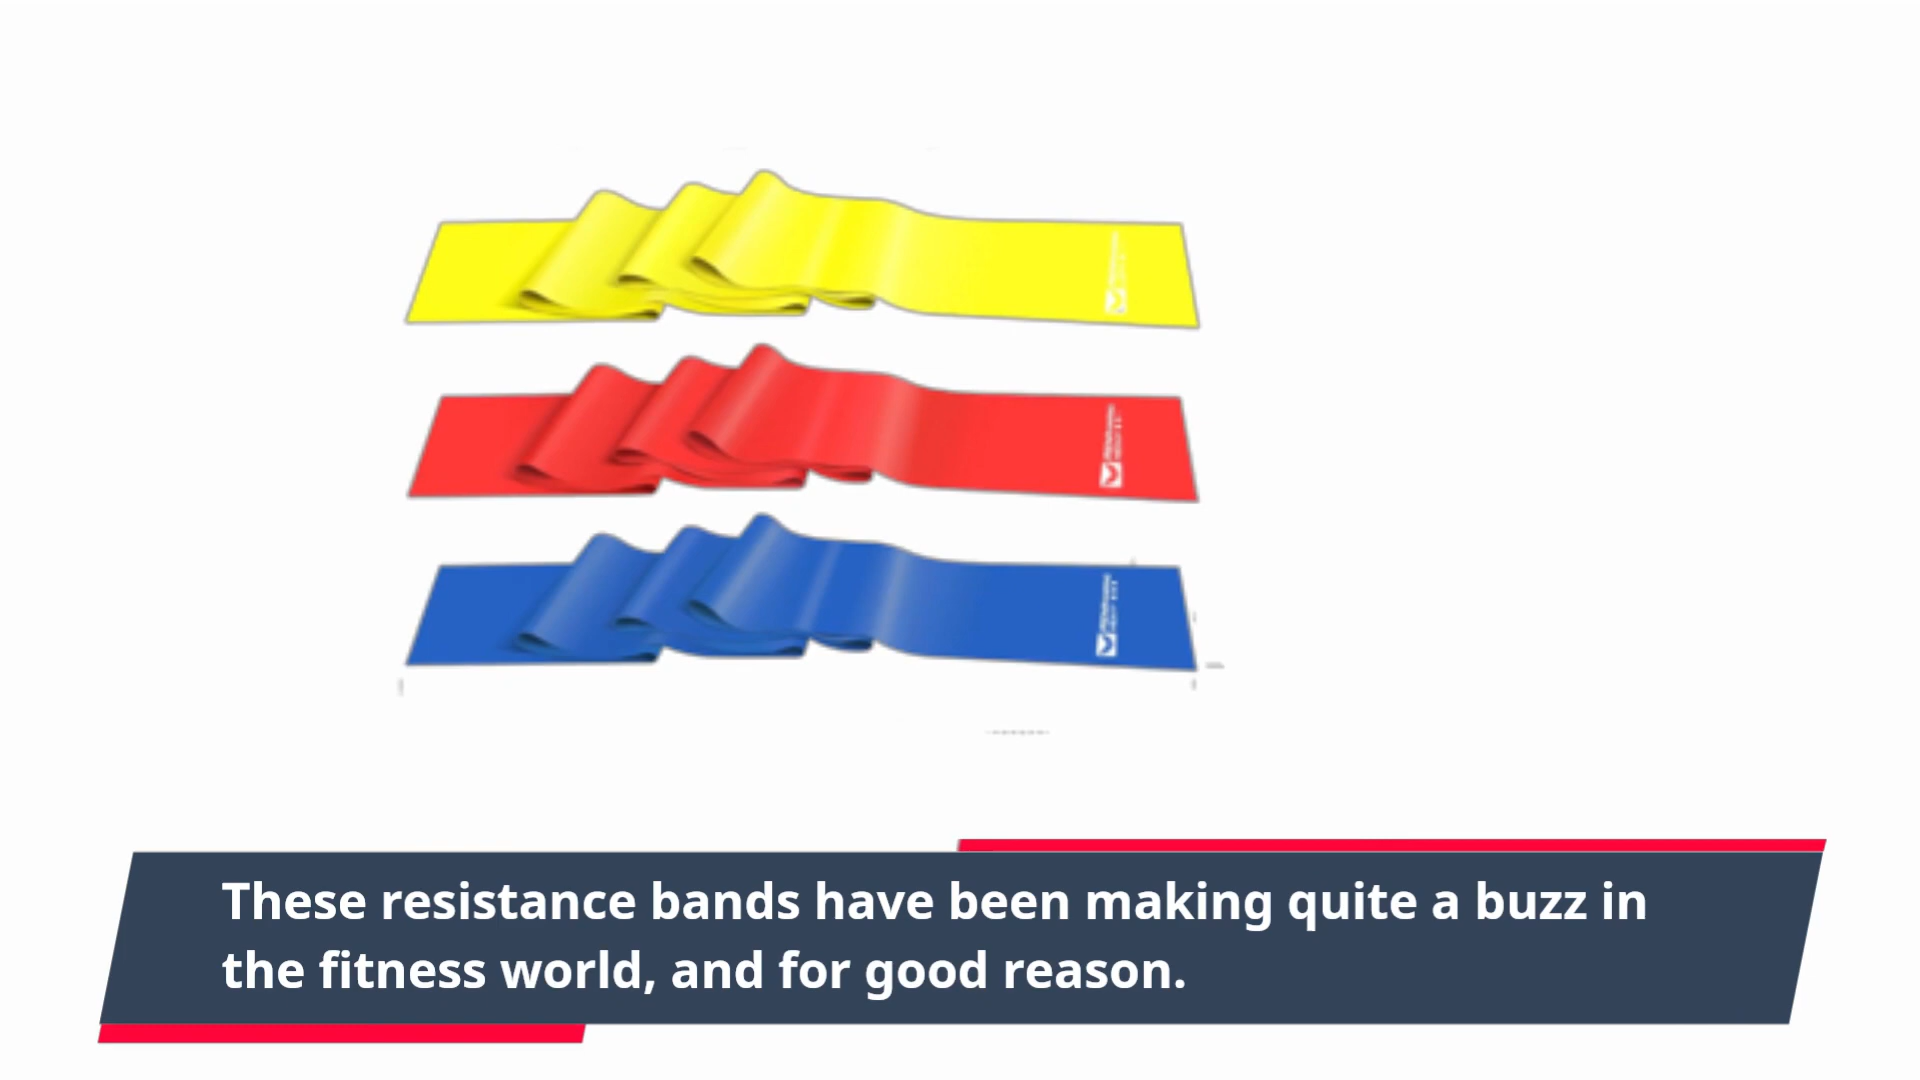 These resistance bands have been making quite a buzz in
the fitness world, and for good reason.